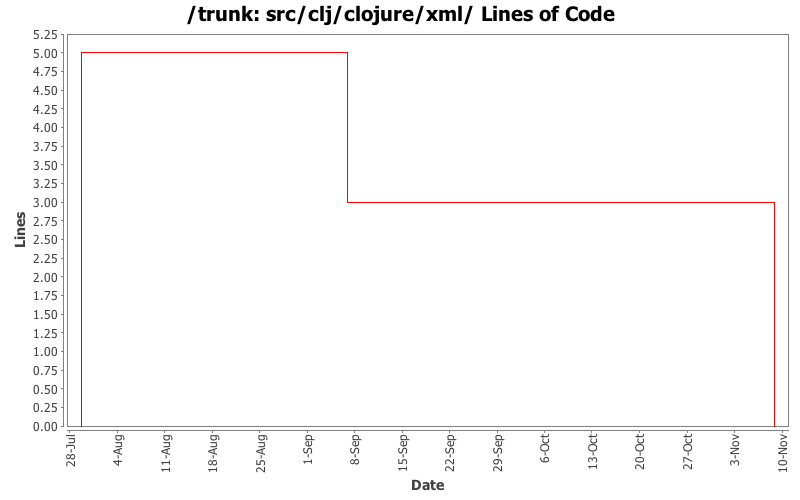 /trunk: src/clj/clojure/xml/ Lines of Code
5.25
5.00
4.75
4.50
4.25
4.00
3.75
3.50
3.25
3.00
2.75
2.50
2.25
2.00
1.75
1.50
1.25
1.00
0.75
0.50
0.25
0.00
Lines
28-Jul
4-Aug
11-Aug
18-Aug
25-Aug
1-Sep
8-Sep
15-Sep
22-Sep
29-Sep
6-Oct
13-Oct
20-Oct
27-Oct
3-Nov
10-Nov
Date